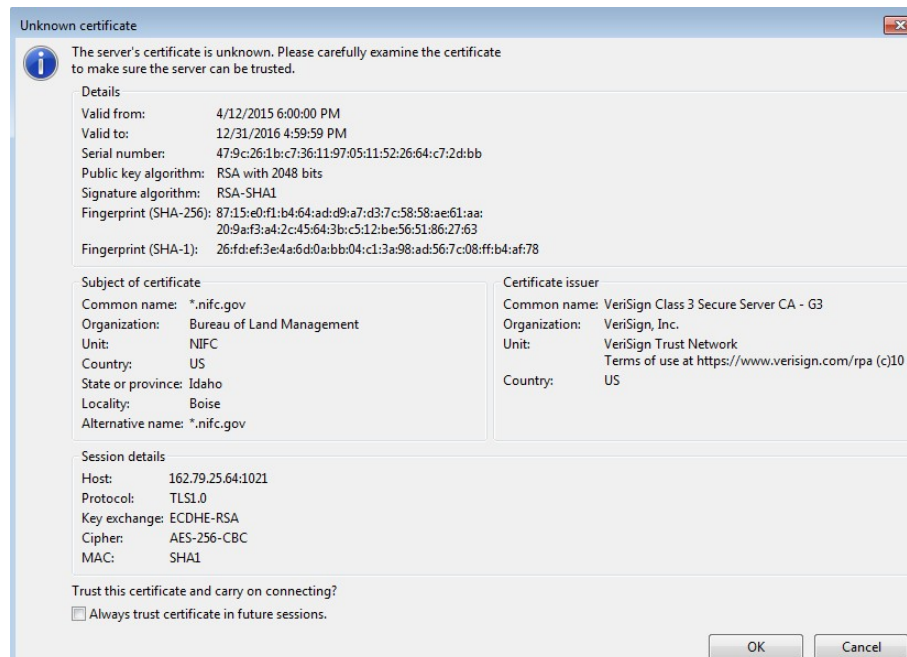 Unknown certificate
The server's certificate is unknown. Please carefully examine the certificate
to make sure the server can be trusted.
Details
Valid from: 4/12/2015 6:00:00 PM
Valid to: 12/31/2016 4:59:59 PM
Serial number: 47:9c:26:1b:c7:36:11:97:05:11:52:26:64:c7:2d:bb
Public key algorithm: RSA with 2048 bits
Signature algorithm: RSA-SHA1
Fingerprint (SHA-256): 87:15:e0:f1:b4:64:ad:d9:a7:d3:7c:58:58:ae:61:aa:
20:9a:f3:a4:2c:45:64:3b:c5:12:be:56:51:86:27:63
Fingerprint (SHA-1): 26:fd:ef:3e:4a:6d:0a:bb:04:c1:3a:98:ad:56:7c:08:ff:b4:af:78
Subject of certificate
Common name: *.nifc.gov
Organization: Bureau of Land Management
Unit: NIFC
Country: US
State or province: Idaho
Locality: Boise
Alternative name: *.nifc.gov
Certificate issuer
Common name: VeriSign Class 3 Secure Server CA - G3
Organization: VeriSign, Inc.
Unit: VeriSign Trust Network
Terms of use at https://www.verisign.com/rpa (c)10
Country: US
Session details
Host: 162.79.25.64:1021
Protocol: TLS1.0
Key exchange: ECDHE-RSA
Cipher: AES-256-CBC
MAC: SHA1
Trust this certificate and carry on connecting?
Always trust certificate in future sessions.
OK Cancel